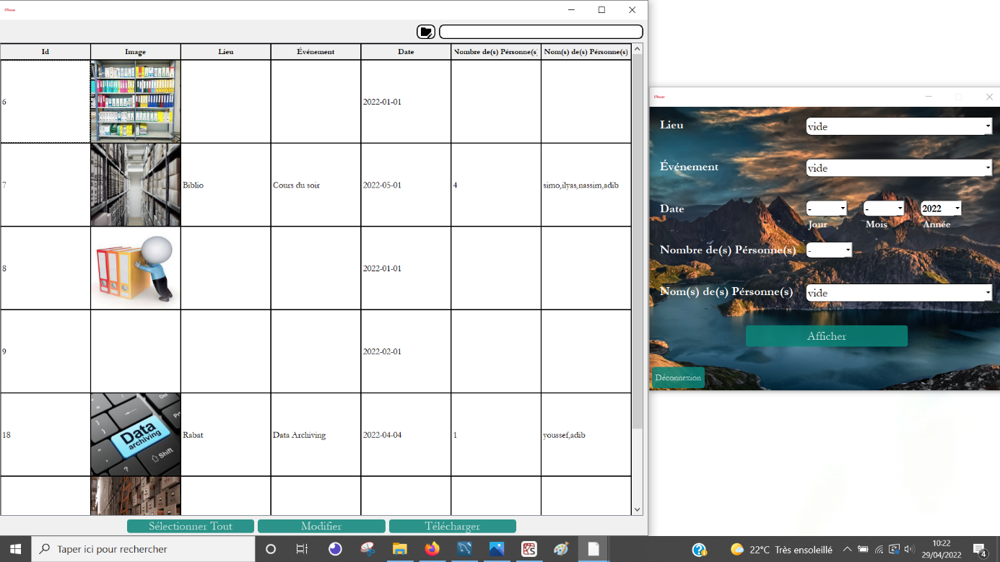 Id Image Lieu Événement Date Nombre de(s) Pérsonne(s) Nom(s) de(s) Pérsonne(s)
6 2022-01-01
7 Biblio Cours du soir 2022-05-01 4 simo,ilyas,nassim,adib
8 2022-01-01
9 2022-02-01
18 Data archiving Shift Rabat Data Archiving 2022-04-04 1 youssef,adib
Sélectionner Tout Modifier Télécharger
Lieu vide
Événement vide
Date - - 2022
Jour Mois Année
Nombre de(s) Pérsonne(s) -
Nom(s) de(s) Pérsonne(s) vide
Afficher
Déconnexion
Taper ici pour rechercher
22°C Très ensoleillé
10:22
29/04/2022
4